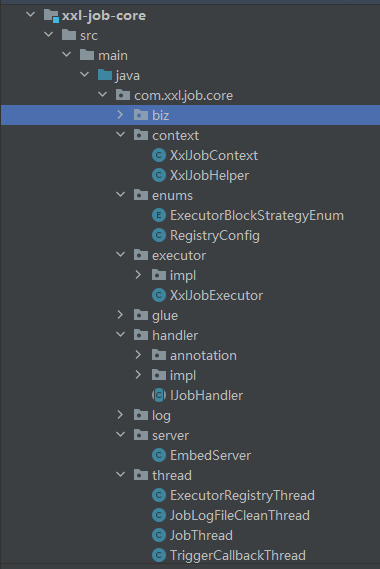 xxl-job-core
src
main
java
com.xxl.job.core
biz
context
XxlJobContext
XxlJobHelper
enums
ExecutorBlockStrategyEnum
RegistryConfig
executor
impl
XxlJobExecutor
glue
handler
annotation
impl
IJobHandler
log
server
EmbedServer
thread
ExecutorRegistryThread
JobLogFileCleanThread
JobThread
TriggerCallbackThread